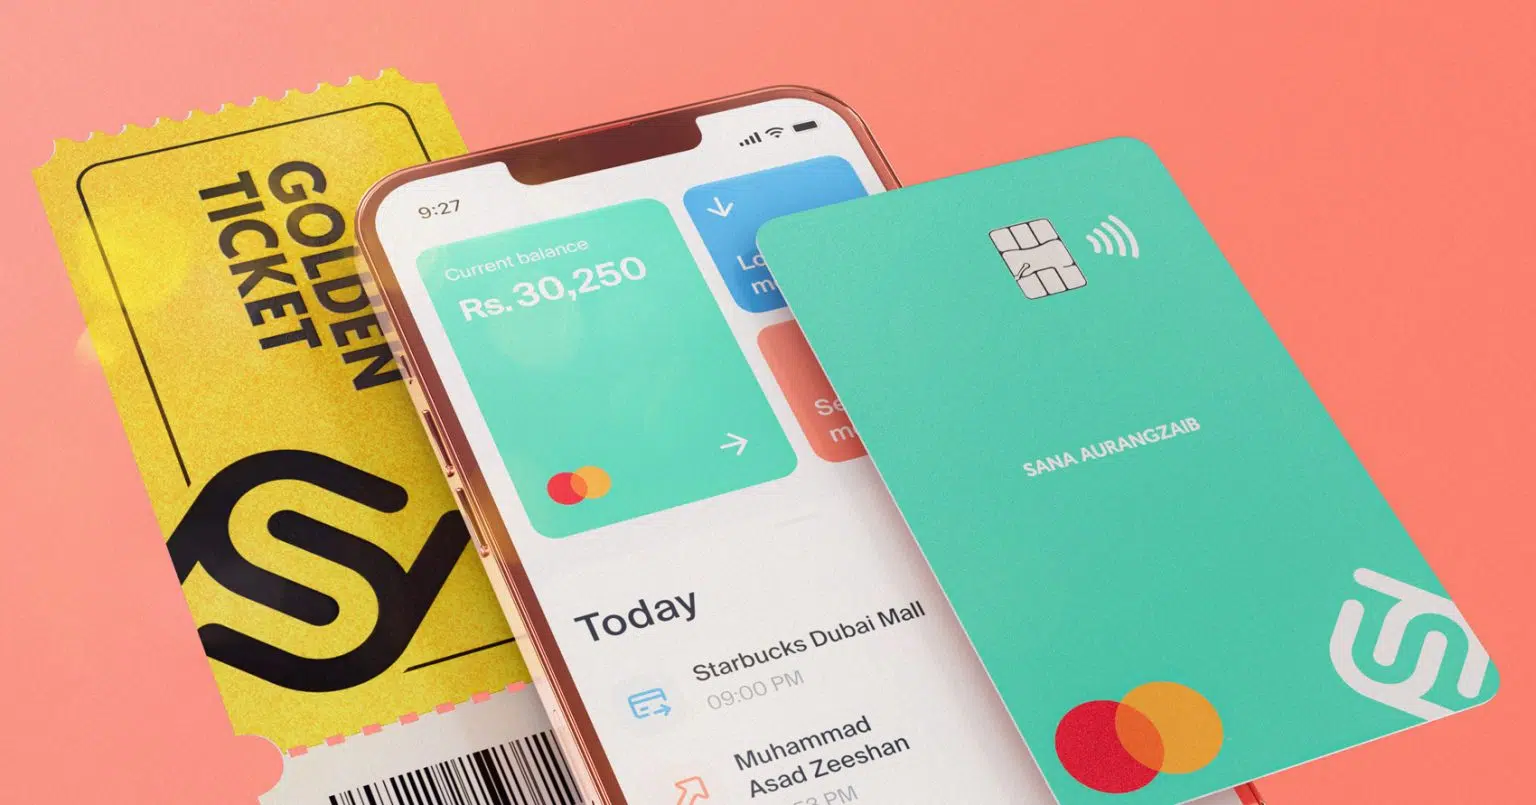 GOLDEN
TICKET
9:27
Current balance
Rs. 30,250
Today
Starbucks Dubai Mall
09:00 PM
Muhammad
Asad Zeeshan
PM
SANA AURANGZAIB